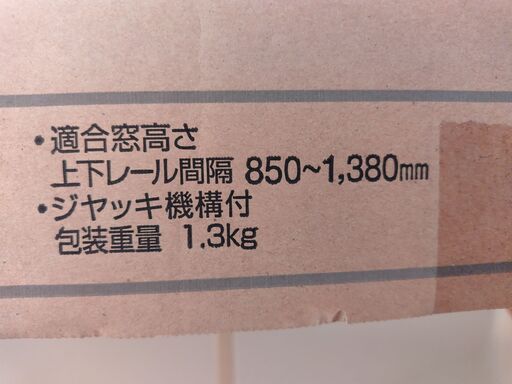 ・適合窓高さ
上下レール間隔 850~1,380mm
・ジヤッキ機構付
包装重量 1.3kg